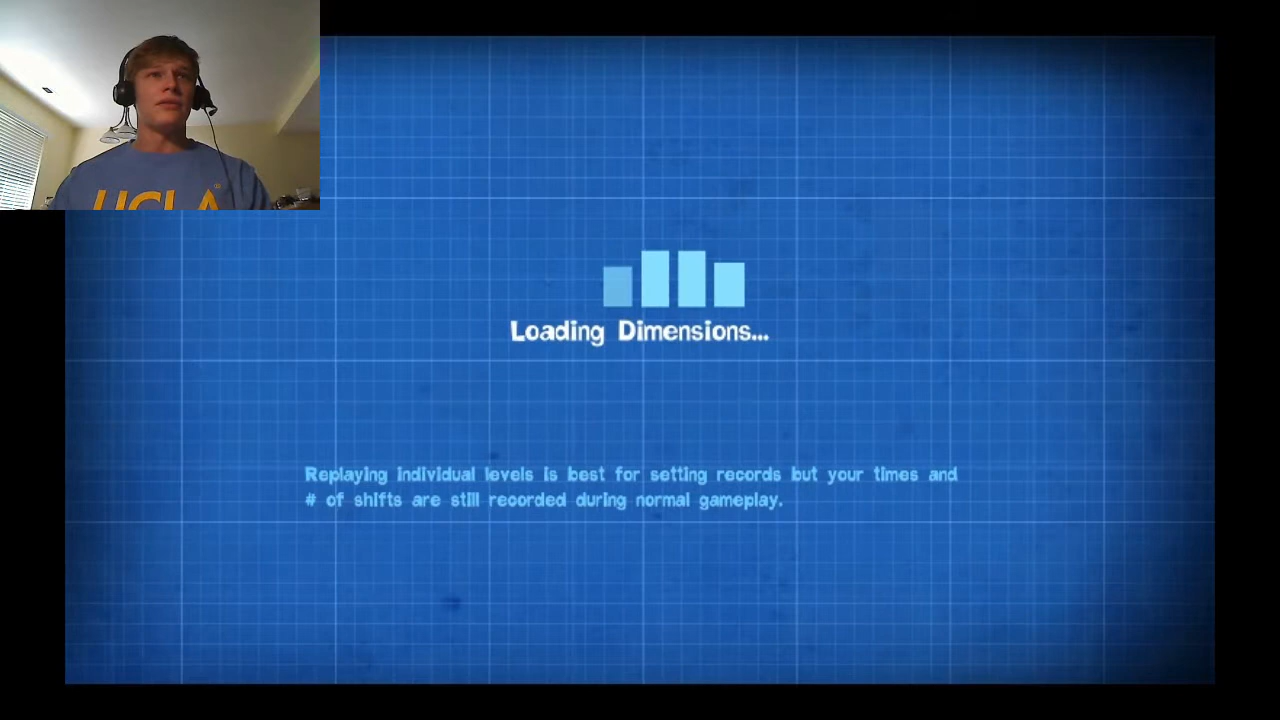 UCLA
®
Loading Dimensions...
Replaying individual levels is best for setting records but your times and
# of shifts are still recorded during normal gameplay.